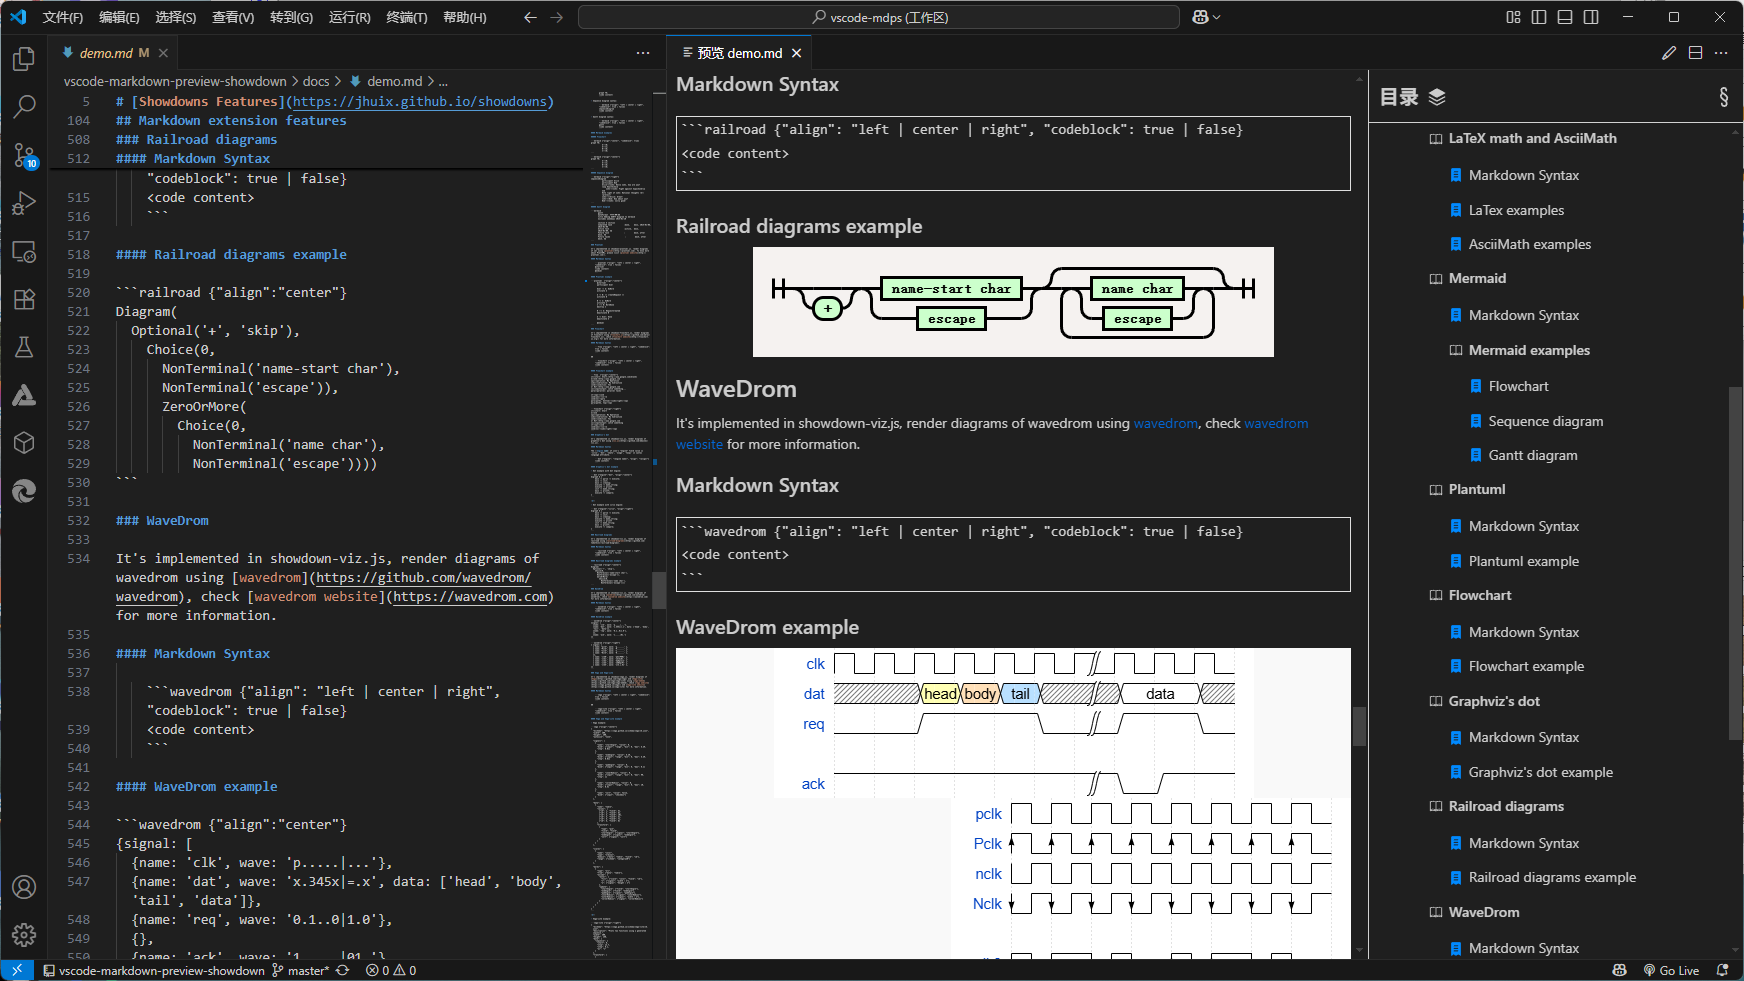 文件(F) 编辑(E) 选择(S) 查看(V) 转到(G) 运行(R) 终端(T) 帮助(H) vscode-mdps (工作区)
demo.md M
vscode-markdown-preview-showdown > docs > demo.md > ...
5 # [Showdowns Features](https://jhuix.github.io/showdowns)
104 ## Markdown extension features
508 ### Railroad diagrams
512 #### Markdown Syntax
"codeblock": true | false}
515 <code content>
516 ```
517
518 #### Railroad diagrams example
519
520 ```railroad {"align":"center"}
521 Diagram(
522 Optional('+', 'skip'),
523 Choice(0,
524 NonTerminal('name-start char'),
525 NonTerminal('escape')),
526 ZeroOrMore(
527 Choice(0,
528 NonTerminal('name char'),
529 NonTerminal('escape'))))
530 ```
531
532 ### WaveDrom
533
534 It's implemented in showdown-viz.js, render diagrams of
wavedrom using [wavedrom](https://github.com/wavedrom/
wavedrom), check [wavedrom website](https://wavedrom.com)
for more information.
535
536 #### Markdown Syntax
537
538 ```wavedrom {"align": "left | center | right",
"codeblock": true | false}
539 <code content>
540 ```
541
542 #### WaveDrom example
543
544 ```wavedrom {"align":"center"}
545 {signal: [
546 {name: 'clk', wave: 'p.....|...'},
547 {name: 'dat', wave: 'x.345x|=.x', data: ['head', 'body',
'tail', 'data']},
548 {name: 'req', wave: '0.1..0|1.0'},
549 {},
550 {name: 'ack', wave: '1.....|01.'}
预览 demo.md
Markdown Syntax
```railroad {"align": "left | center | right", "codeblock": true | false}
<code content>
```
Railroad diagrams example
+
name-start char
escape
name char
escape
WaveDrom
It's implemented in showdown-viz.js, render diagrams of wavedrom using wavedrom, check wavedrom
website for more information.
Markdown Syntax
```wavedrom {"align": "left | center | right", "codeblock": true | false}
<code content>
```
WaveDrom example
clk
dat head body tail data
req
ack
pclk
Pclk
nclk
Nclk
目录 §
LaTeX math and AsciiMath
Markdown Syntax
LaTex examples
AsciiMath examples
Mermaid
Markdown Syntax
Mermaid examples
Flowchart
Sequence diagram
Gantt diagram
Plantuml
Markdown Syntax
Plantuml example
Flowchart
Markdown Syntax
Flowchart example
Graphviz's dot
Markdown Syntax
Graphviz's dot example
Railroad diagrams
Markdown Syntax
Railroad diagrams example
WaveDrom
Markdown Syntax
10
vscode-markdown-preview-showdown master* 0 0 Go Live